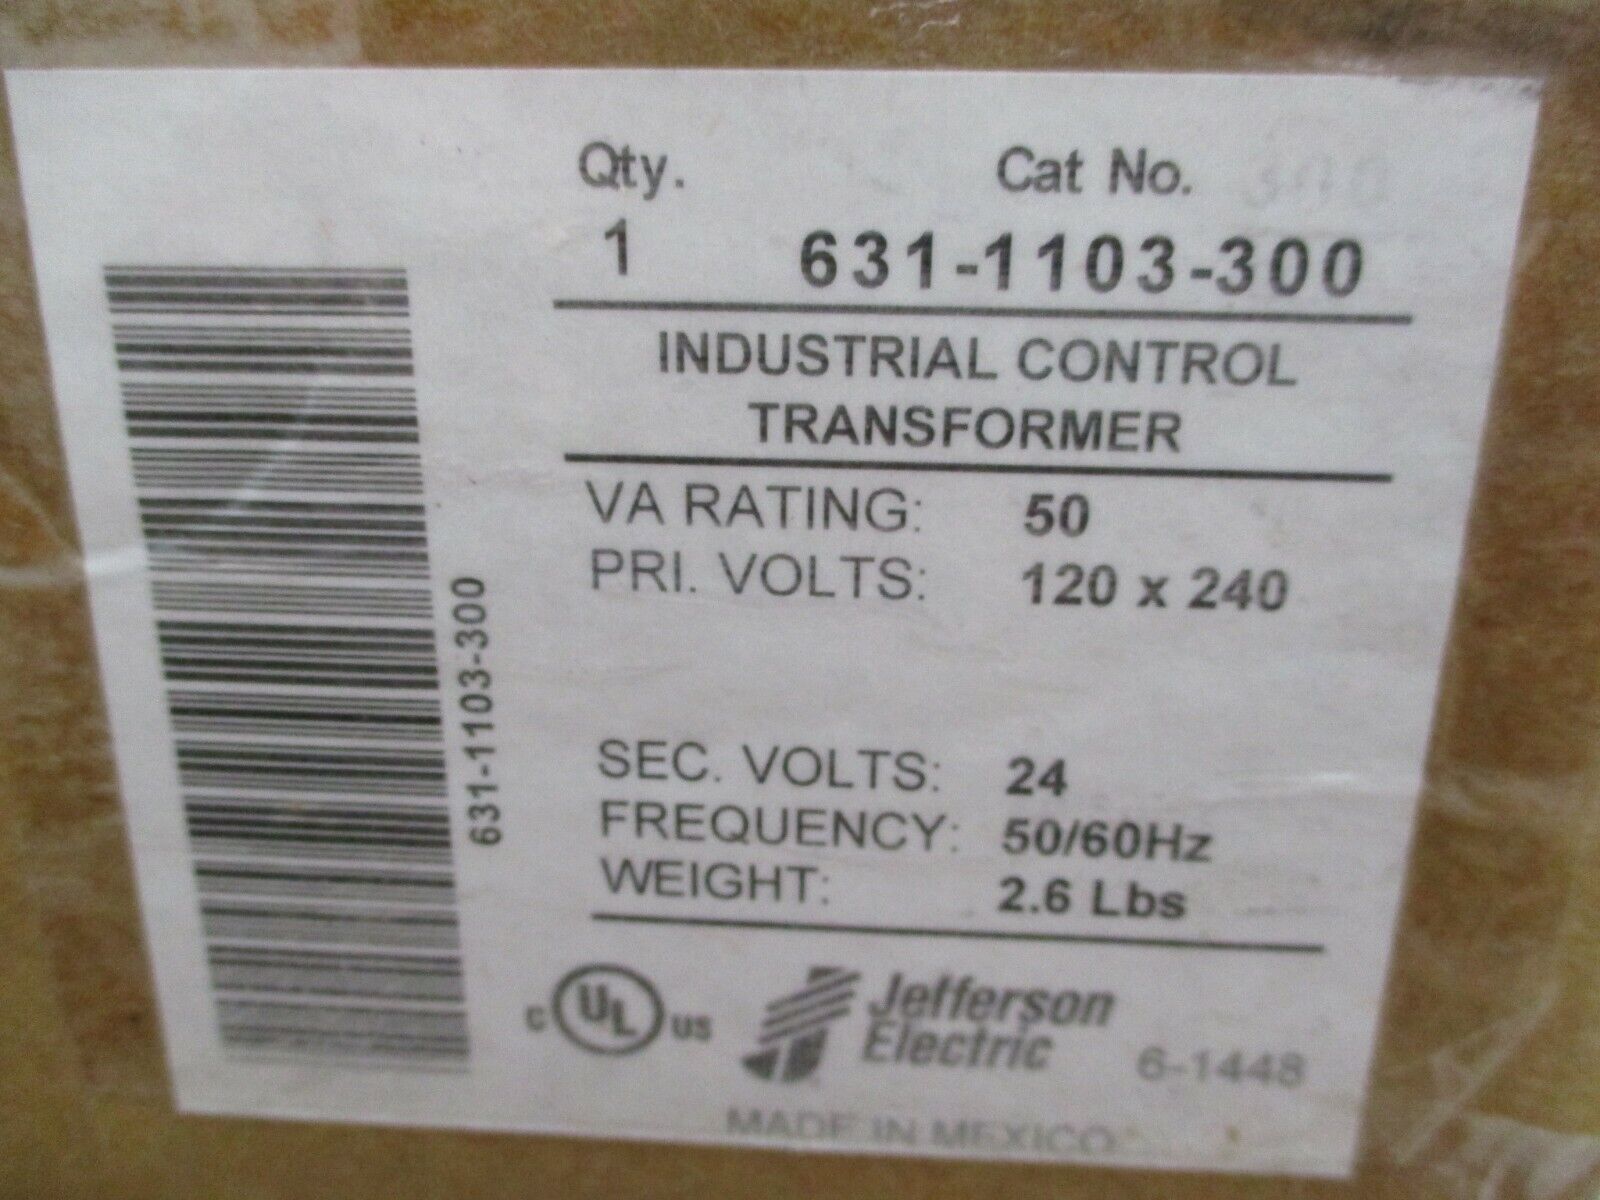 Qty. Cat No.
1 631-1103-300
INDUSTRIAL CONTROL
TRANSFORMER
VA RATING: 50
PRI. VOLTS: 120 x 240
SEC. VOLTS: 24
FREQUENCY: 50/60Hz
WEIGHT: 2.6 Lbs
631-1103-300
C UL US
Jefferson
Electric
6-1448
MADE IN MEXICO